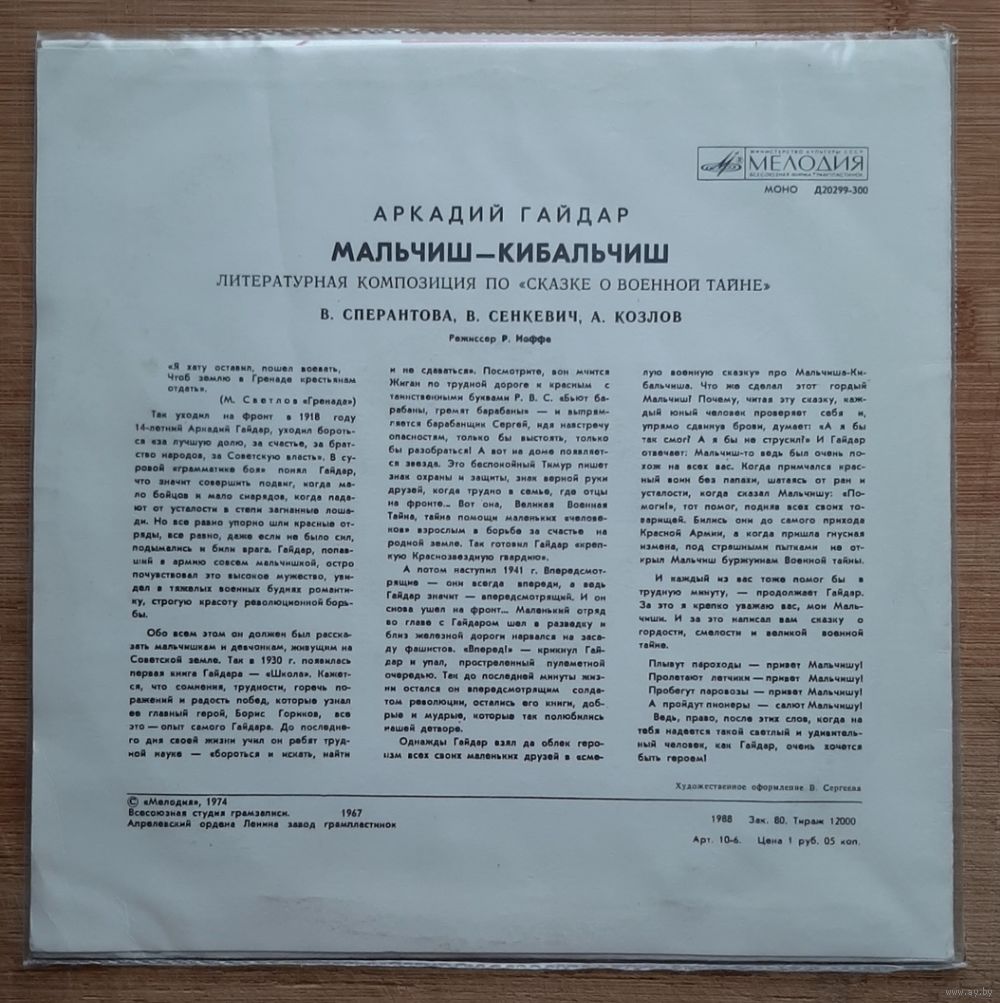 МИНИСТЕРСТВО КУЛЬТУРЫ СССР
МЕЛОДИЯ
ВСЕСОЮЗНАЯ ФИРМА ГРАМПЛАСТИНОК
МОНО Д20299-300
АРКАДИЙ ГАЙДАР
МАЛЬЧИШ—КИБАЛЬЧИШ
ЛИТЕРАТУРНАЯ КОМПОЗИЦИЯ ПО «СКАЗКЕ О ВОЕННОЙ ТАЙНЕ»
В. СПЕРАНТОВА, В. СЕНКЕВИЧ, А. КОЗЛОВ
Режиссер Р. Иоффе
«Я хату оставил, пошел воевать,
Чтоб землю в Гренаде крестьянам
отдать».
(М. Светлов «Гренада»)
Так уходил на фронт в 1918 году
14-летний Аркадий Гайдар, уходил бороть-
ся «за лучшую долю, за счастье, за брат-
ство народов, за Советскую власть». В су-
ровой «грамматике боя» понял Гайдар,
что значит совершить подвиг, когда ма-
ло бойцов и мало снарядов, когда пада-
ют от усталости в степи загнанные лоша-
ди. Но все равно упорно шли красные от-
ряды, все равно, даже если не было сил,
подымались и били врага. Гайдар, попав-
ший в армию совсем мальчишкой, остро
почувствовал это высокое мужество, уви-
дел в тяжелых военных буднях романти-
ку, строгую красоту революционной борь-
бы.
Обо всем этом он должен был расска-
зать мальчишкам и девчонкам, живущим на
Советской земле. Так в 1930 г. появилась
первая книга Гайдара — «Школа». Кажет-
ся, что сомнения, трудности, горечь по-
ражений и радость побед, которые узнал
ее главный герой, Борис Гориков, все
это — опыт самого Гайдара. До последне-
го дня своей жизни учил он ребят труд-
ной науке — «бороться и искать, найти
и не сдаваться». Посмотрите, вон мчится
Жиган по трудной дороге к красным с
таинственными буквами Р. В. С. «Бьют ба-
рабаны, гремят барабаны» — и выпрям-
ляется барабанщик Сергей, идя навстречу
опасностям, только бы выстоять, только
бы разобраться! А вот на доме появляет-
ся звезда. Это беспокойный Тимур пишет
знак охраны и защиты, знак верной руки
друзей, когда трудно в семье, где отцы
на фронте... Вот она, Великая Военная
Тайна, тайна помощи маленьких «челове-
ков» взрослым в борьбе за счастье на
родной земле. Так готовил Гайдар «креп-
кую Краснозвездную гвардию».
А потом наступил 1941 г. Впередсмот-
рящие — они всегда впереди, а ведь
Гайдар значит — впередсмотрящий. И он
снова ушел на фронт... Маленький отряд
во главе с Гайдаром шел в разведку и
близ железной дороги нарвался на заса-
ду фашистов. «Вперед!» — крикнул Гай-
дар и упал, простреленный пулеметной
очередью. Так до последней минуты жиз-
ни остался он впередсмотрящим солда-
том революции, остались его книги, доб-
рые и мудрые, которые так полюбились
нашей детворе.
Однажды Гайдар взял да облек геро-
изм всех своих маленьких друзей в «сме-
лую военную сказку» про Мальчиша-Ки-
бальчиша. Что же сделал этот гордый
Мальчиш? Почему, читая эту сказку, каж-
дый юный человек проверяет себя и,
упрямо сдвинув брови, думает: «А я бы
так смог? А я бы не струсил?» И Гайдар
отвечает: Мальчиш-то ведь был очень по-
хож на всех вас. Когда примчался крас-
ный воин без папахи, шатаясь от ран и
усталости, когда сказал Мальчишу: «По-
моги!», тот помог, подняв всех своих то-
варищей. Бились они до самого прихода
Красной Армии, а когда пришла гнусная
измена, под страшными пытками не от-
крыл Мальчиш буржуинам Военной тайны.
И каждый из вас тоже помог бы в
трудную минуту, — продолжает Гайдар.
За это я крепко уважаю вас, мои Маль-
чиши. И за это написал вам сказку о
гордости, смелости и великой военной
тайне.
Плывут пароходы — привет Мальчишу!
Пролетают летчики — привет Мальчишу!
Пробегут паровозы — привет Мальчишу!
А пройдут пионеры — салют Мальчишу!
Ведь, право, после этих слов, когда на
тебя надеется такой светлый и удивитель-
ный человек, как Гайдар, очень хочется
быть героем!
Художественное оформление В. Сергеева
© «Мелодия», 1974
Всесоюзная студия грамзаписи. 1967
Апрелевский ордена Ленина завод грампластинок
1988 Зак. 80. Тираж 12000
Арт. 10-6. Цена 1 руб. 05 коп.
www.ay.by